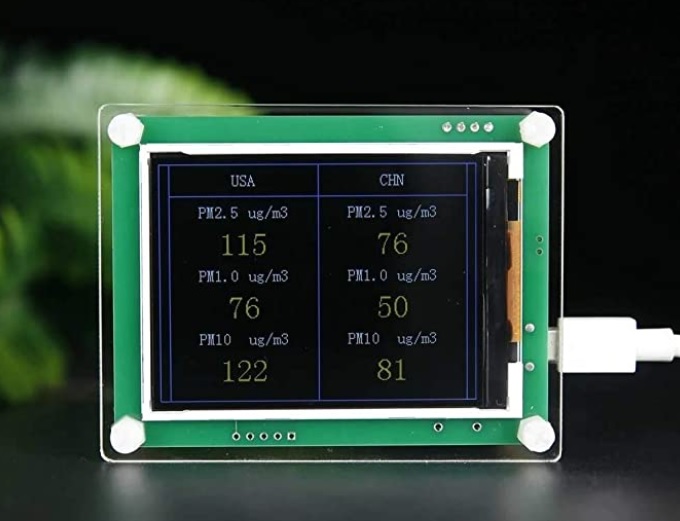 USA CHN
PM2.5 ug/m3 PM2.5 ug/m3
115 76
PM1.0 ug/m3 PM1.0 ug/m3
76 50
PM10 ug/m3 PM10 ug/m3
122 81